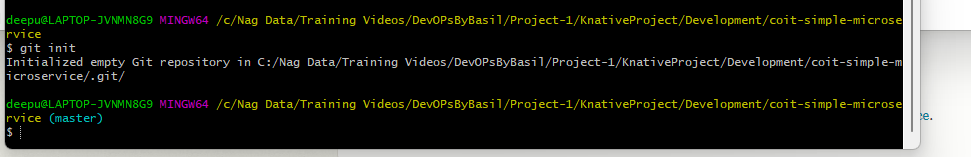 deepu@LAPTOP-JVNMN8G9 MINGW64 /c/Nag Data/Training Videos/DevOPsByBasil/Project-1/KnativeProject/Development/coit-simple-microse
rvice
$ git init
Initialized empty Git repository in C:/Nag Data/Training Videos/DevOPsByBasil/Project-1/KnativeProject/Development/coit-simple-m
icroservice/.git/
deepu@LAPTOP-JVNMN8G9 MINGW64 /c/Nag Data/Training Videos/DevOPsByBasil/Project-1/KnativeProject/Development/coit-simple-microse
rvice (master)
$